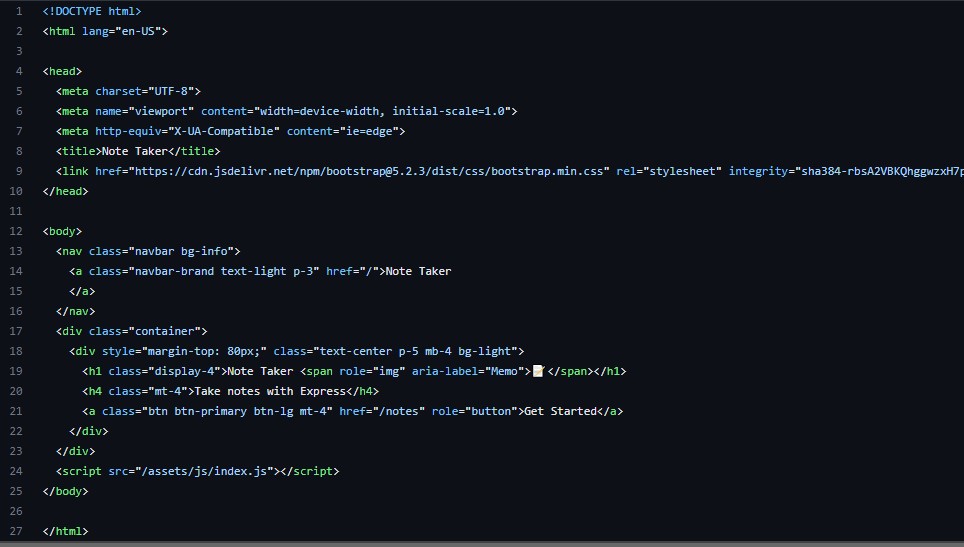 1 <!DOCTYPE html>
2 <html lang="en-US">
3
4 <head>
5   <meta charset="UTF-8">
6   <meta name="viewport" content="width=device-width, initial-scale=1.0">
7   <meta http-equiv="X-UA-Compatible" content="ie=edge">
8   <title>Note Taker</title>
9   <link href="https://cdn.jsdelivr.net/npm/bootstrap@5.2.3/dist/css/bootstrap.min.css" rel="stylesheet" integrity="sha384-rbsA2VBKQhggwzxH7p
10 </head>
11
12 <body>
13   <nav class="navbar bg-info">
14     <a class="navbar-brand text-light p-3" href="/">Note Taker
15     </a>
16   </nav>
17   <div class="container">
18     <div style="margin-top: 80px;" class="text-center p-5 mb-4 bg-light">
19       <h1 class="display-4">Note Taker <span role="img" aria-label="Memo">📝</span></h1>
20       <h4 class="mt-4">Take notes with Express</h4>
21       <a class="btn btn-primary btn-lg mt-4" href="/notes" role="button">Get Started</a>
22     </div>
23   </div>
24   <script src="/assets/js/index.js"></script>
25 </body>
26
27 </html>